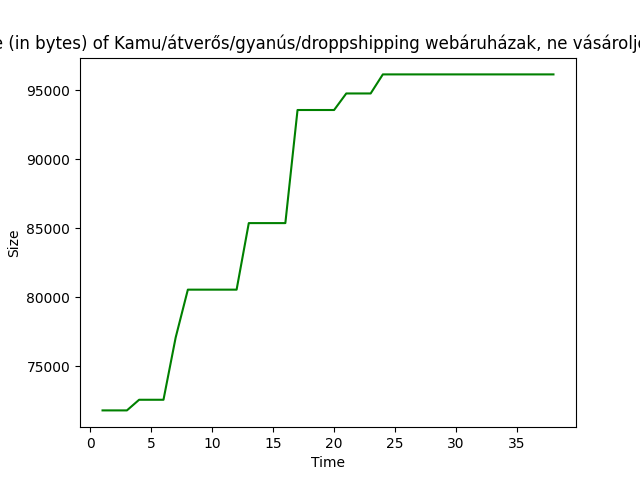 (in bytes) of Kamu/átverős/gyanús/droppshipping webáruházak, ne
Size
95000
90000
85000
80000
75000
0 5 10 15 20 25 30 35
Time